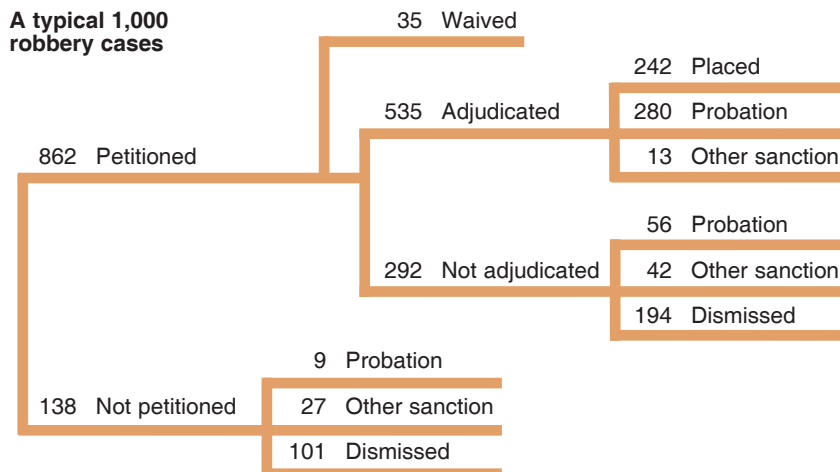 A typical 1,000
robbery cases
35 Waived
242 Placed
535 Adjudicated
280 Probation
862 Petitioned
13 Other sanction
56 Probation
292 Not adjudicated
42 Other sanction
194 Dismissed
9 Probation
138 Not petitioned
27 Other sanction
101 Dismissed